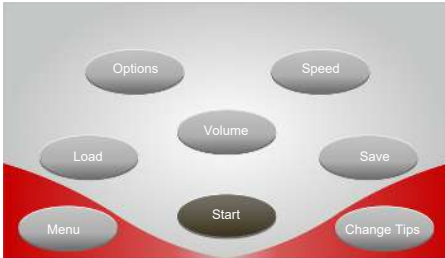 Options
Speed
Volume
Load
Save
Start
Menu
Change Tips